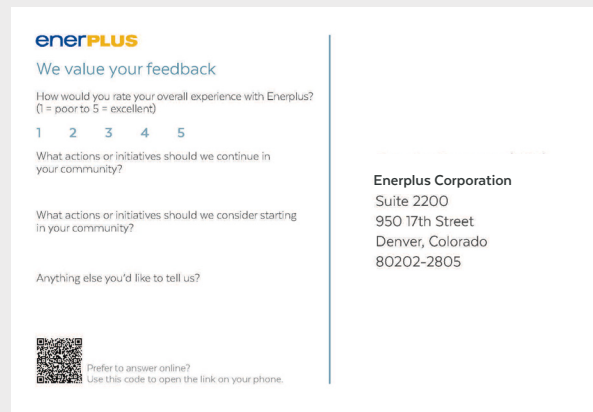 enerPLUS
We value your feedback
How would you rate your overall experience with Enerplus?
(1 = poor to 5 = excellent)
1 2 3 4 5
What actions or initiatives should we continue in
your community?
What actions or initiatives should we consider starting
in your community?
Anything else you'd like to tell us?
Prefer to answer online?
Use this code to open the link on your phone.
Enerplus Corporation
Suite 2200
950 17th Street
Denver, Colorado
80202-2805